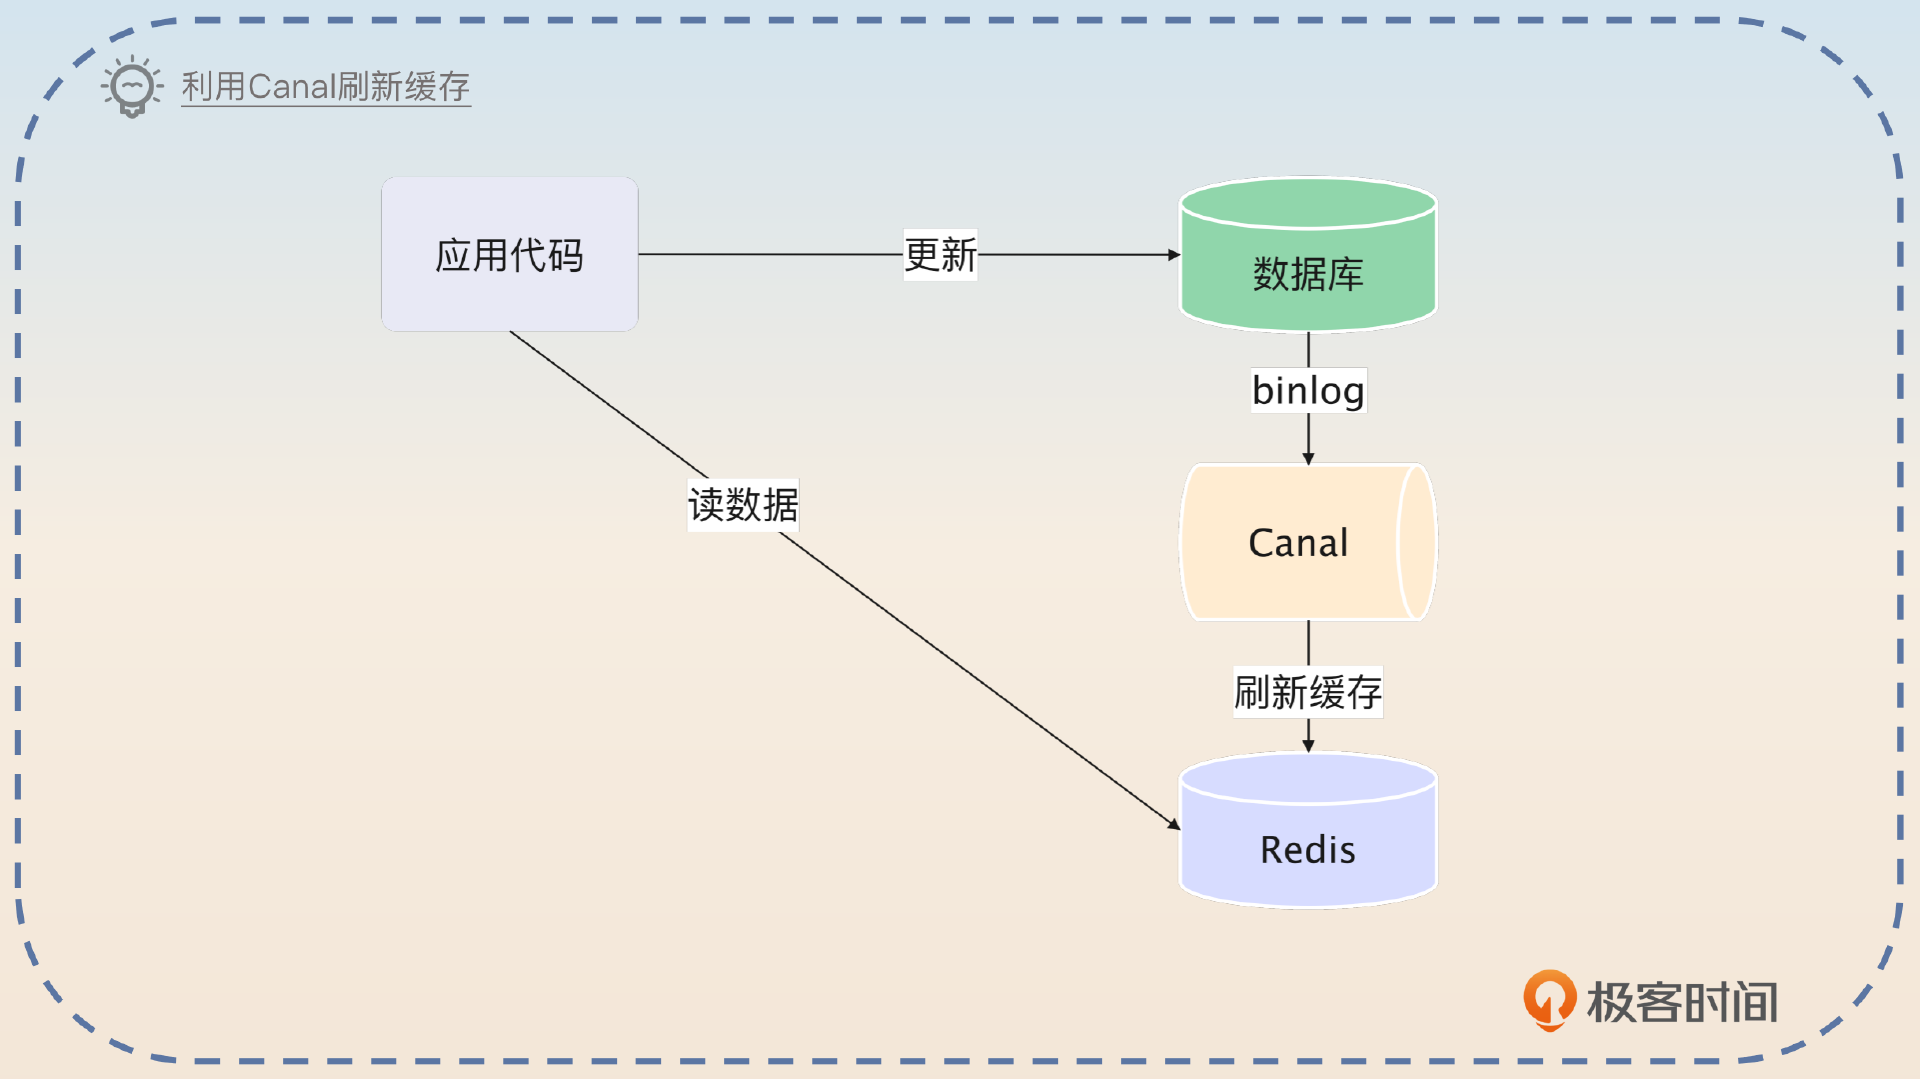 利用Canal刷新缓存
应用代码
更新
数据库
binlog
读数据
Canal
刷新缓存
Redis
极客时间